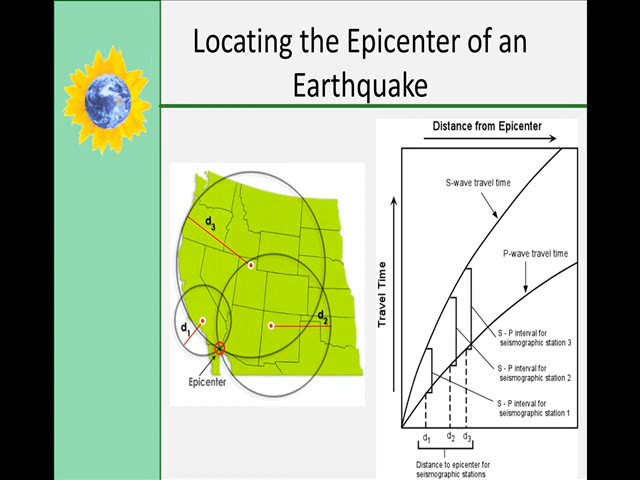 Locating the Epicenter of an
Earthquake
d3
d1
d2
Epicenter
Distance from Epicenter
Travel Time
S-wave travel time
P-wave travel time
S - P interval for
seismographic station 3
S - P interval for
seismographic station 2
S - P interval for
seismographic station 1
d1 d2 d3
Distance to epicenter for
seismographic stations